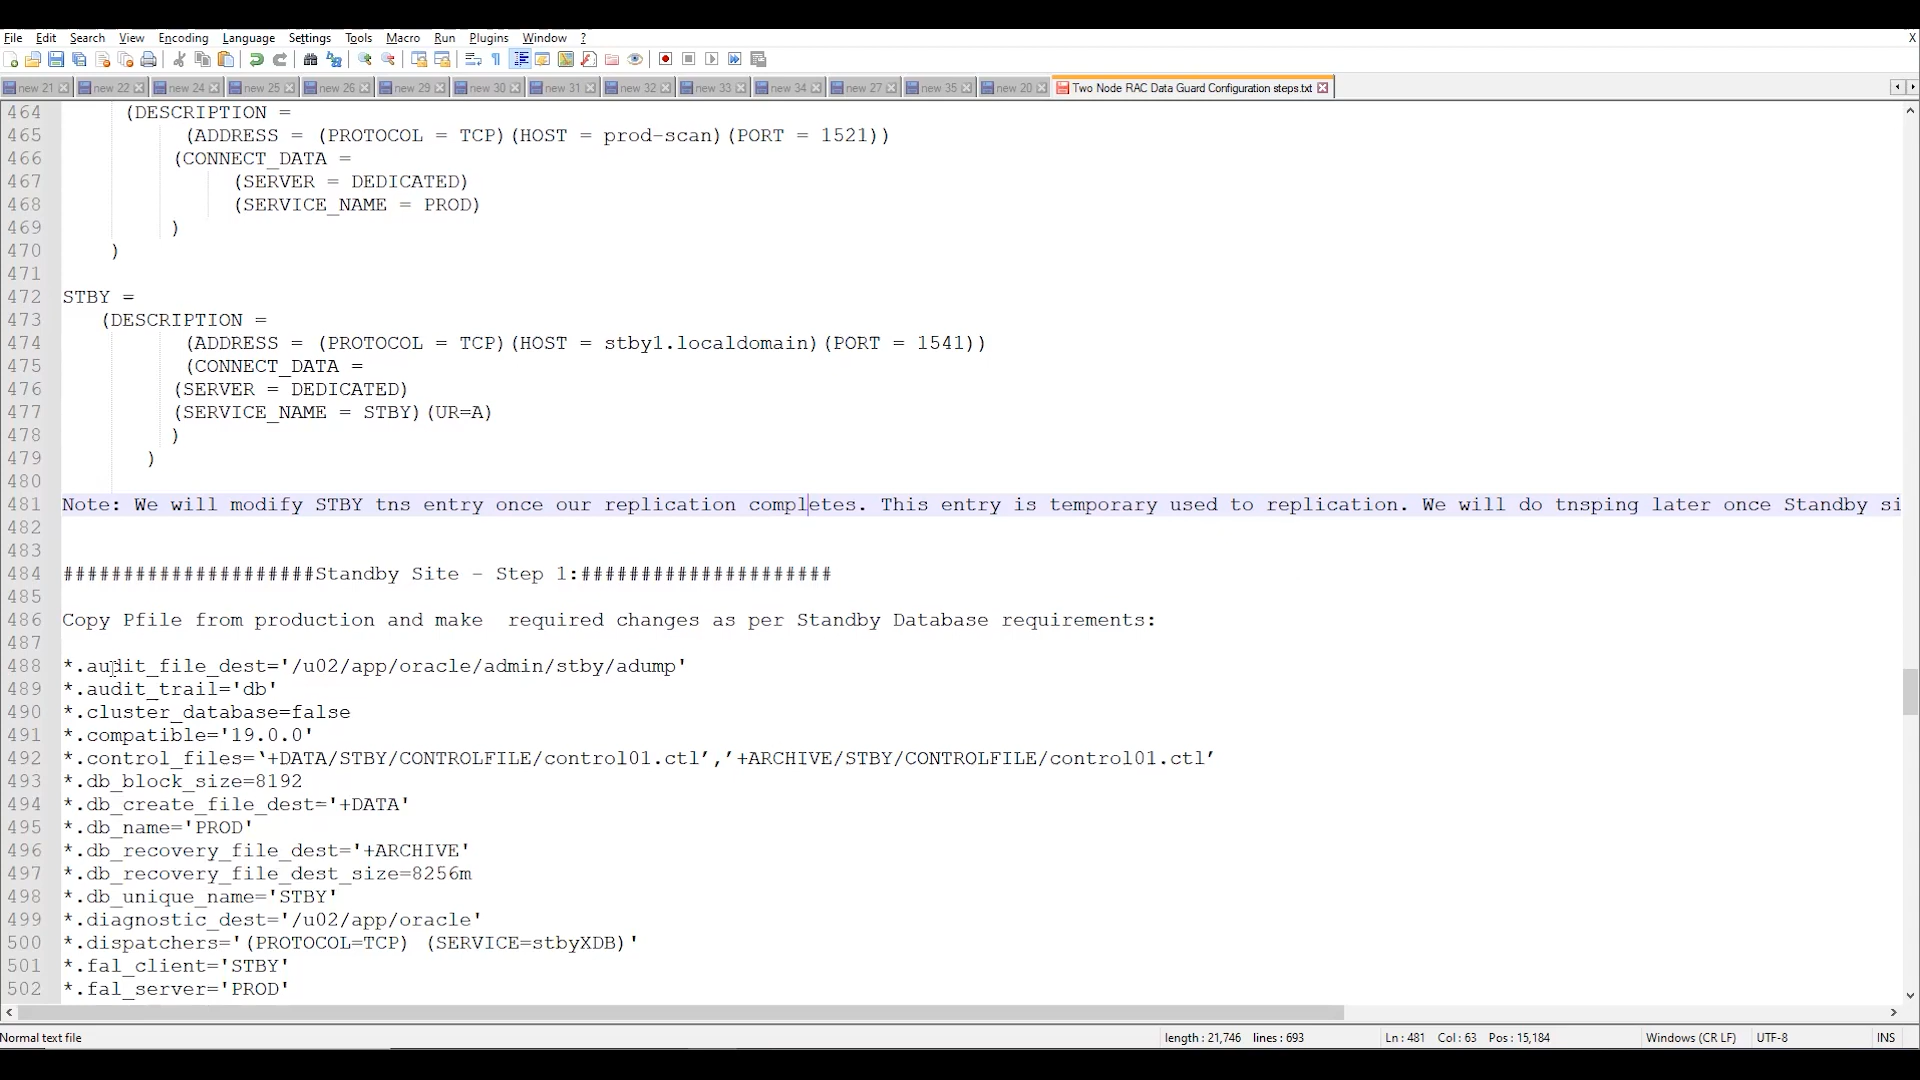 File Edit Search View Encoding Language Settings Tools Macro Run Plugins Window ? X
new 21 new 22 new 24 new 25 new 26 new 29 new 30 new 31 new 32 new 33 new 34 new 27 new 35 new 20 Two Node RAC Data Guard Configuration steps.txt
464 (DESCRIPTION =
465 (ADDRESS = (PROTOCOL = TCP)(HOST = prod-scan)(PORT = 1521))
466 (CONNECT_DATA =
467 (SERVER = DEDICATED)
468 (SERVICE_NAME = PROD)
469 )
470 )
471
472 STBY =
473 (DESCRIPTION =
474 (ADDRESS = (PROTOCOL = TCP)(HOST = stby1.localdomain)(PORT = 1541))
475 (CONNECT_DATA =
476 (SERVER = DEDICATED)
477 (SERVICE_NAME = STBY)(UR=A)
478 )
479 )
480
481 Note: We will modify STBY tns entry once our replication completes. This entry is temporary used to replication. We will do tnsping later once Standby si
482
483
484 #####################Standby Site - Step 1:#####################
485
486 Copy Pfile from production and make  required changes as per Standby Database requirements:
487
488 *.audit_file_dest='/u02/app/oracle/admin/stby/adump'
489 *.audit_trail='db'
490 *.cluster_database=false
491 *.compatible='19.0.0'
492 *.control_files=‘+DATA/STBY/CONTROLFILE/control01.ctl’,’+ARCHIVE/STBY/CONTROLFILE/control01.ctl’
493 *.db_block_size=8192
494 *.db_create_file_dest='+DATA'
495 *.db_name='PROD'
496 *.db_recovery_file_dest='+ARCHIVE'
497 *.db_recovery_file_dest_size=8256m
498 *.db_unique_name='STBY'
499 *.diagnostic_dest='/u02/app/oracle'
500 *.dispatchers='(PROTOCOL=TCP) (SERVICE=stbyXDB)'
501 *.fal_client='STBY'
502 *.fal_server='PROD'
Normal text file length : 21,746 lines : 693 Ln : 481 Col : 63 Pos : 15,184 Windows (CR LF) UTF-8 INS